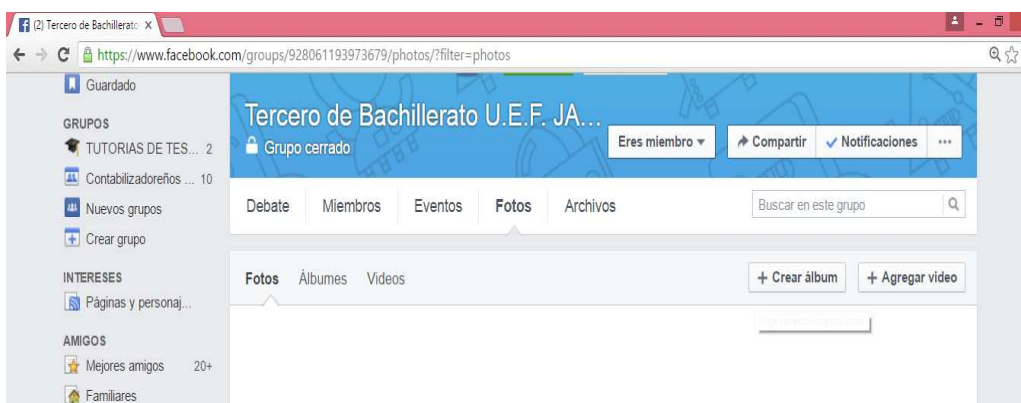 (2) Tercero de Bachillerato
https://www.facebook.com/groups/928061193973679/photos/?filter=photos
Guardado
GRUPOS
TUTORIAS DE TES... 2
Contabilizadoreños ... 10
Nuevos grupos
Crear grupo
INTERESES
Páginas y personaj...
AMIGOS
Mejores amigos 20+
Familiares
Tercero de Bachillerato U.E.F. JA...
Grupo cerrado
Eres miembro
Compartir
Notificaciones
Debate Miembros Eventos Fotos Archivos
Buscar en este grupo
Fotos Álbumes Videos
+ Crear álbum
+ Agregar video